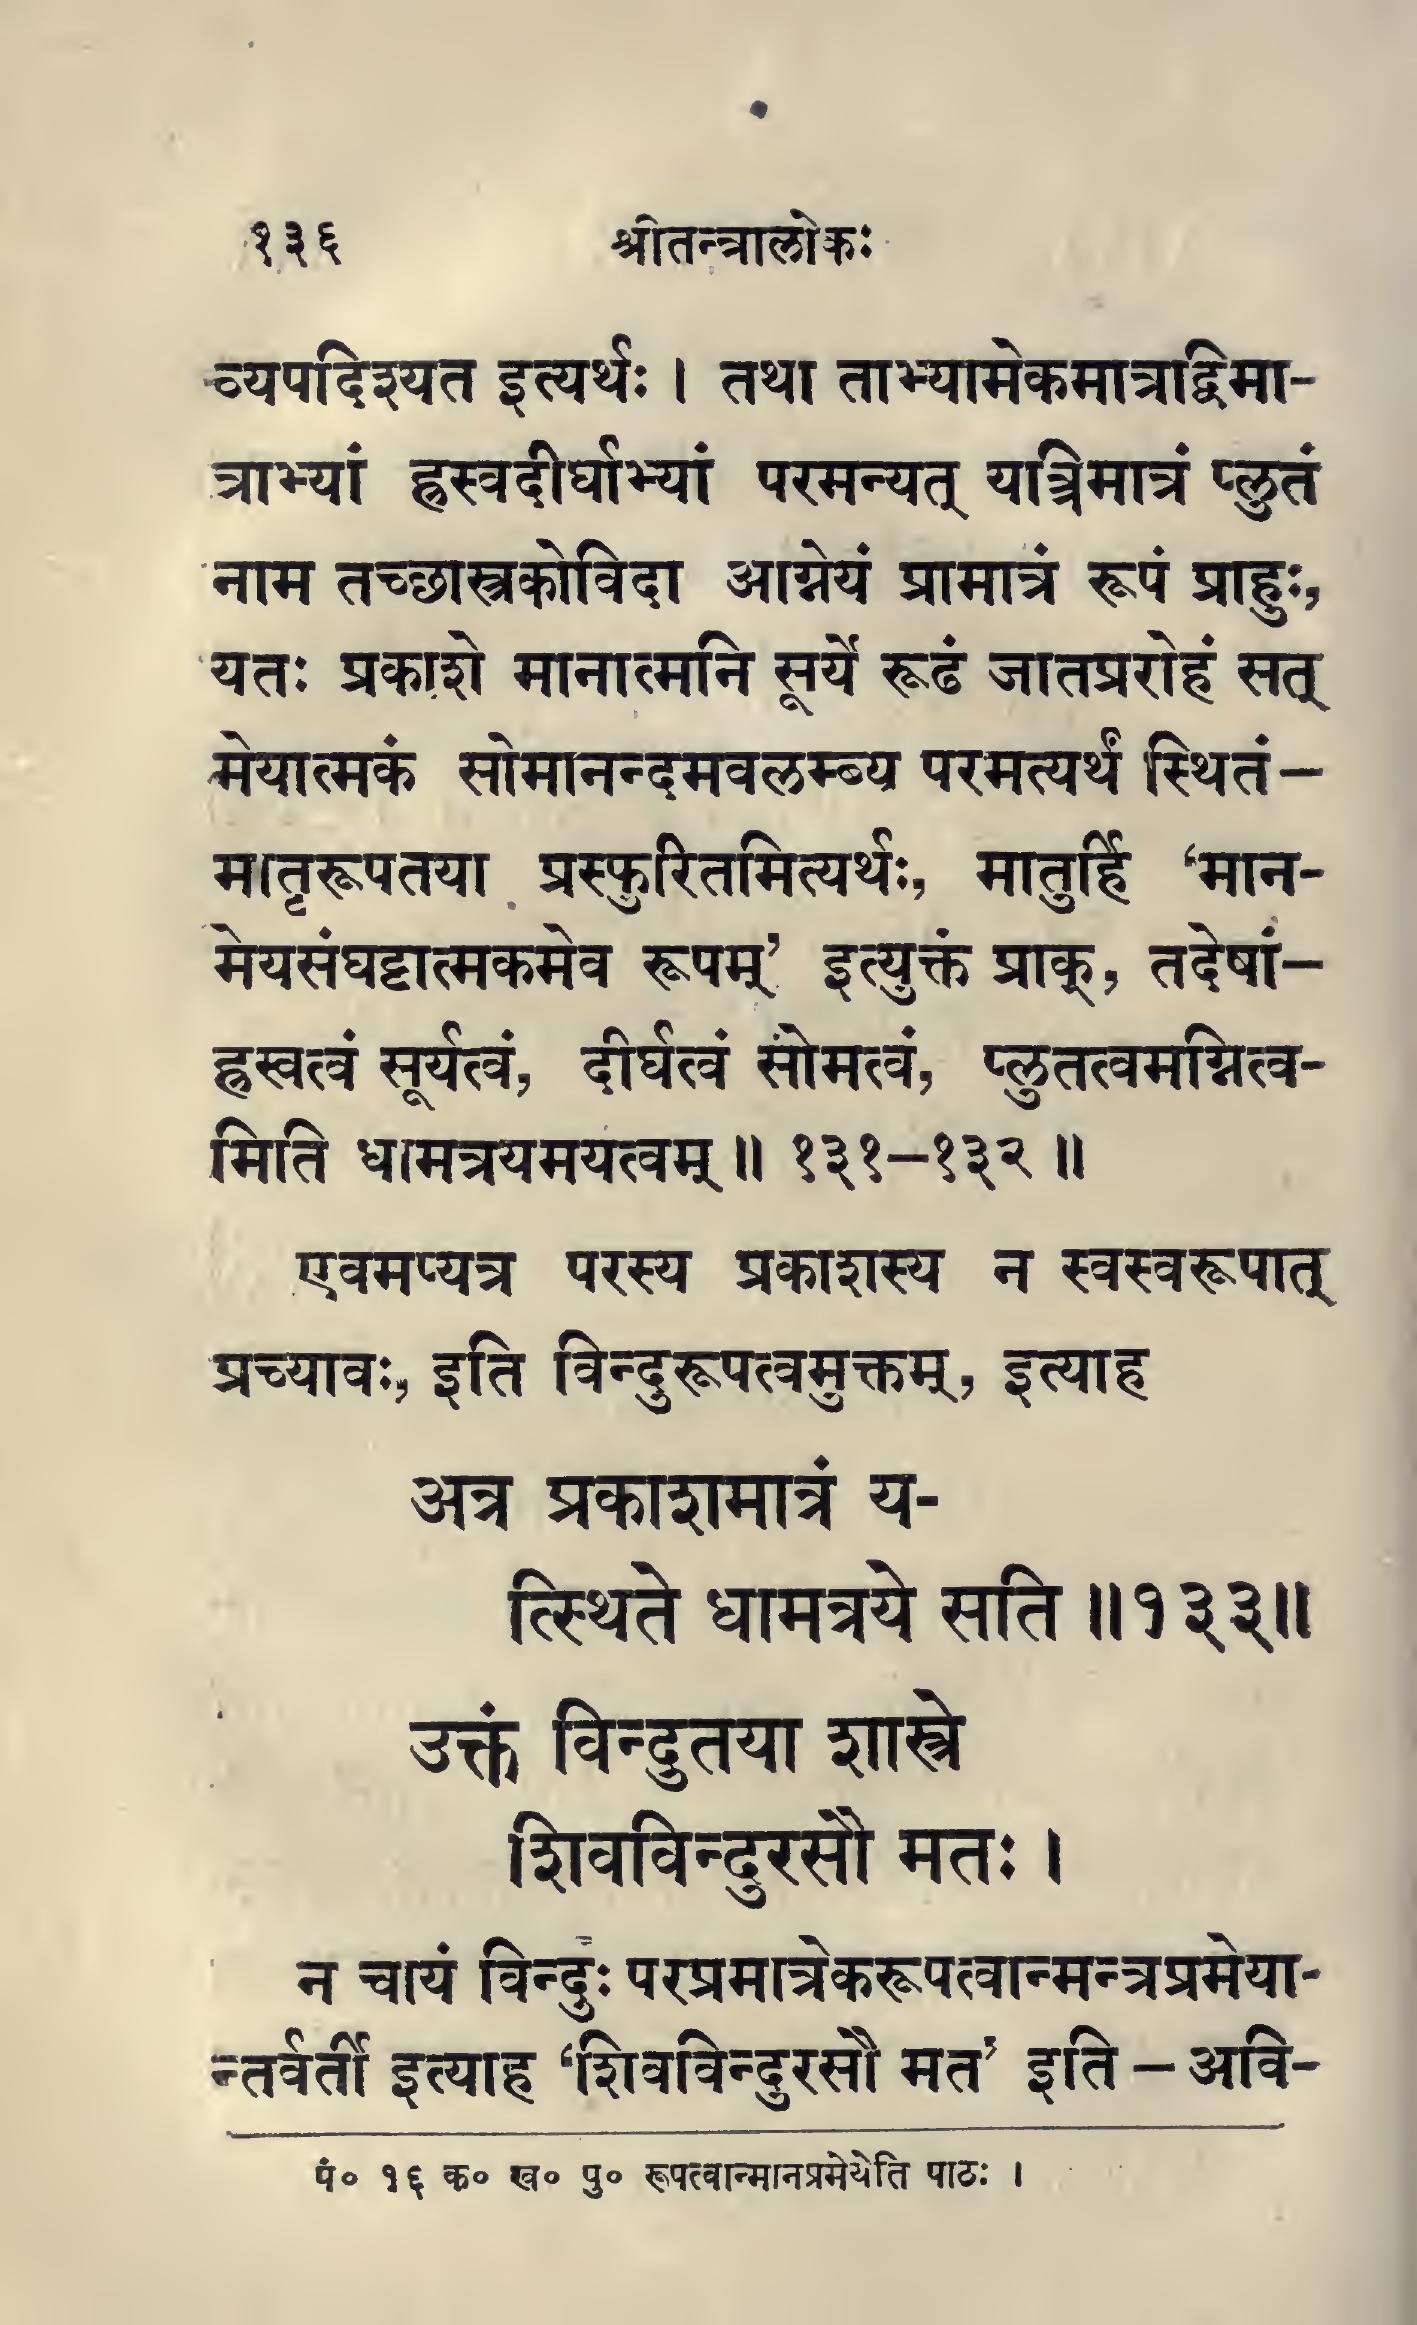 १३६ श्रीतन्त्रालोकः
व्यपदिश्यत इत्यर्थः । तथा ताभ्यामेकमात्राद्विमा-
त्राभ्यां ह्रस्वदीर्घाभ्यां परमन्यत् यत्त्रिमात्रं प्लुतं
नाम तच्छास्त्रकोविदा आग्नेयं प्रामात्रं रूपं प्राहुः,
यतः प्रकाशे मानात्मनि सूर्ये रूढं जातप्ररोहं सत्
मेयात्मकं सोमानन्दमवलम्ब्य परमत्यर्थं स्थितं—
मातृरूपतया प्रस्फुरितमित्यर्थः, मातुर्हि ‘मान-
मेयसंघट्टात्मकमेव रूपम्’ इत्युक्तं प्राक्, तदेषां—
ह्रस्वत्वं सूर्यत्वं, दीर्घत्वं सोमत्वं, प्लुतत्वमग्नित्व-
मिति धामत्रयमयत्वम् ॥ १३१—१३२ ॥
एवमप्यत्र परस्य प्रकाशस्य न स्वस्वरूपात्
प्रच्यावः, इति विन्दुरूपत्वमुक्तम्, इत्याह
अत्र प्रकाशमात्रं य-
त्स्थिते धामत्रये सति ॥१३३॥
उक्तं विन्दुतया शास्त्रे
शिवविन्दुरसौ मतः ।
न चायं विन्दुः परप्रमात्रेकरूपत्वान्मन्त्रप्रमेया-
न्तर्वर्ती इत्याह ‘शिवविन्दुरसौ मत’ इति — अवि-
पं० १६ क० ख० पु० रूपत्वान्मानप्रमेयेति पाठः ।